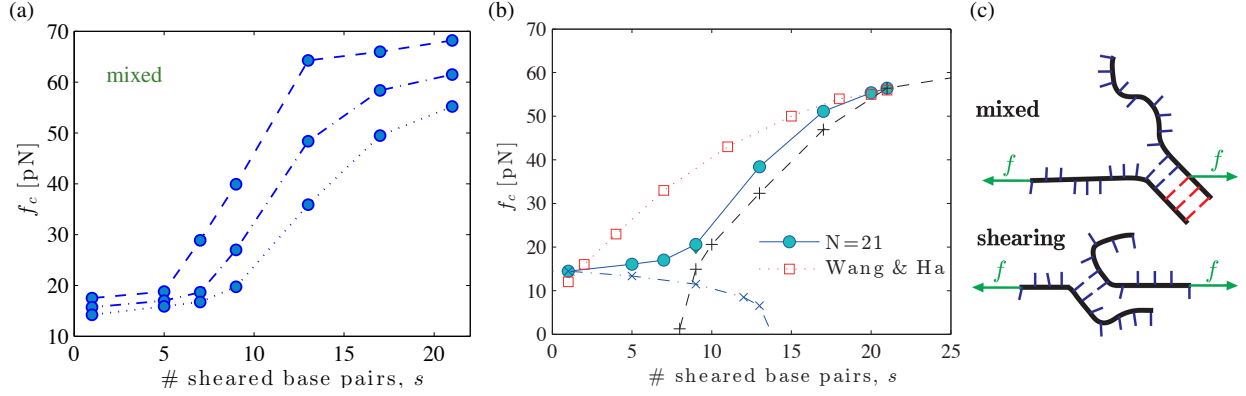 (a)
70
60
50
40
30
20
10
f_c [pN]
mixed
0
5
10
15
20
# sheared base pairs, s
(b)
70
60
50
40
30
20
10
0
f_c [pN]
N=21
Wang & Ha
0
5
10
15
20
25
# sheared base pairs, s
(c)
mixed
f
f
shearing
f
f